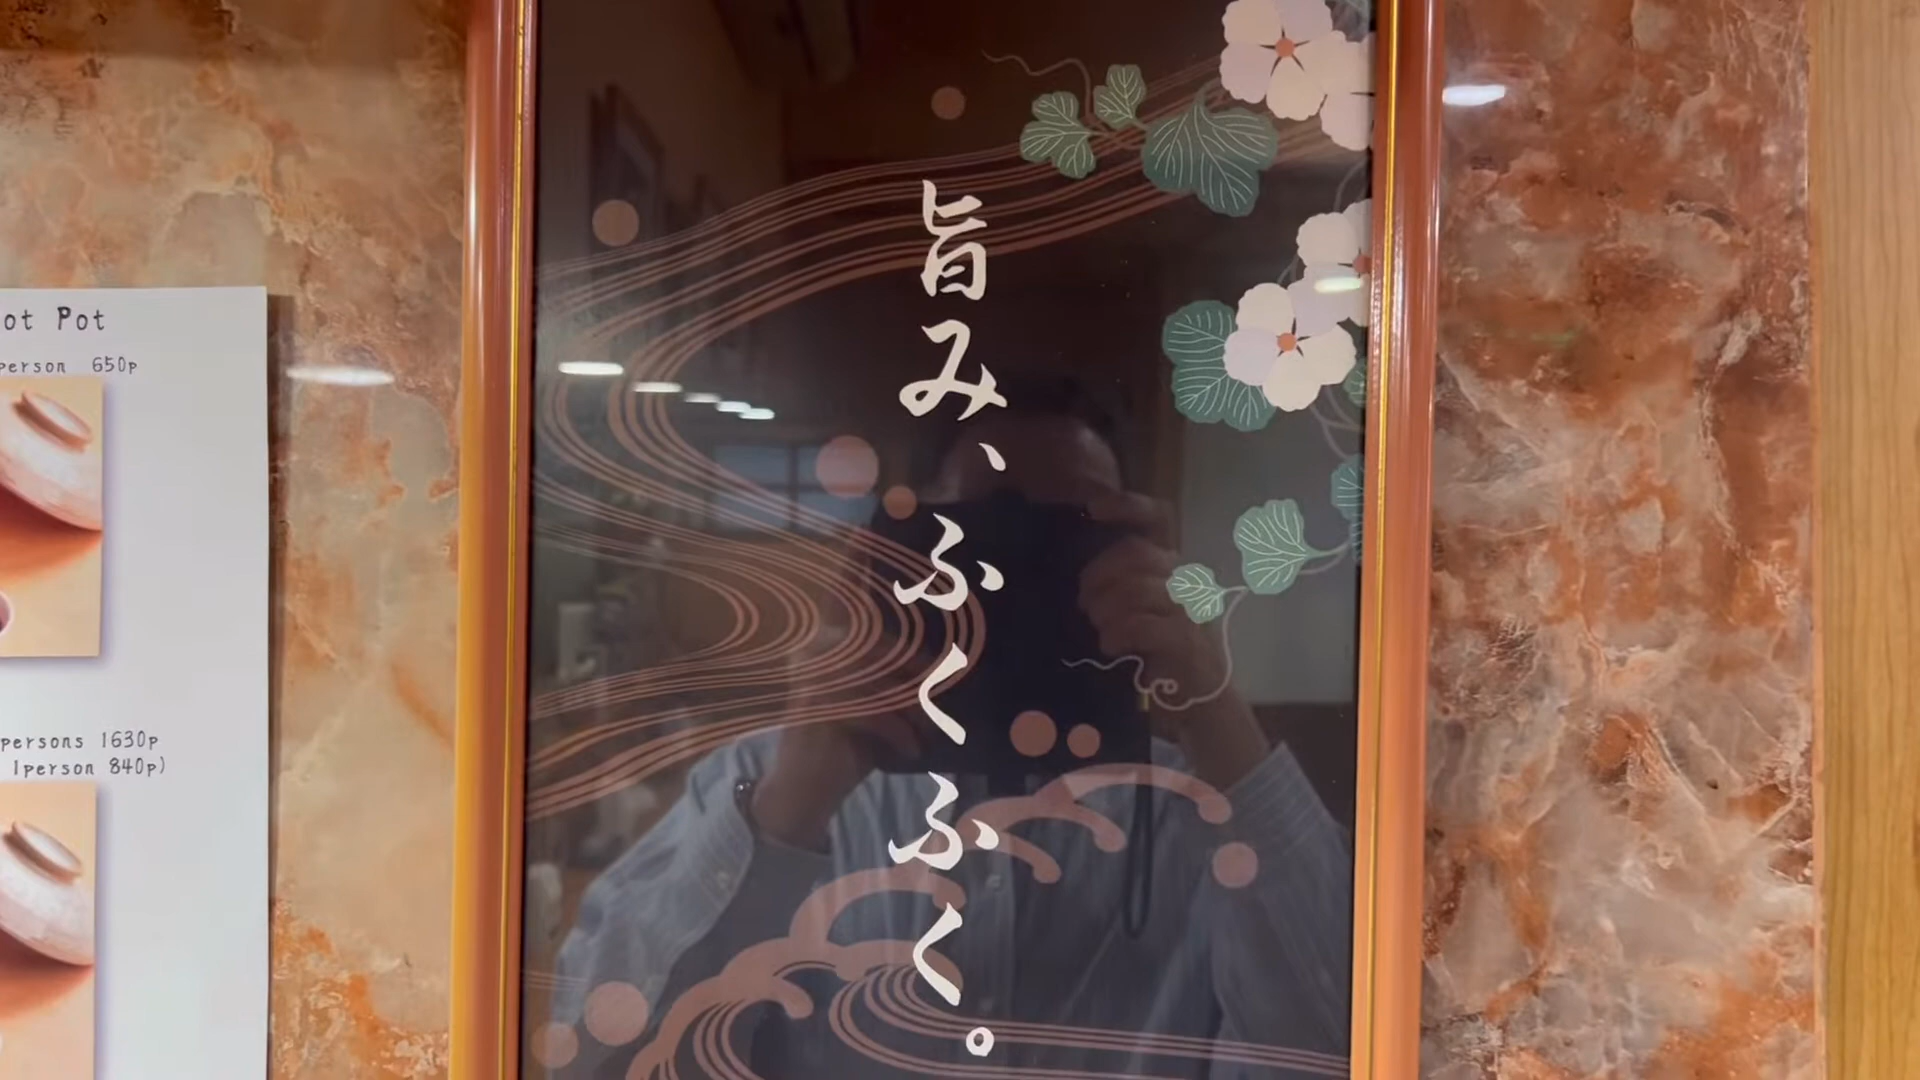 ot Pot
person 650p
persons 1630p
1person 840p)
旨み、ふくふく。